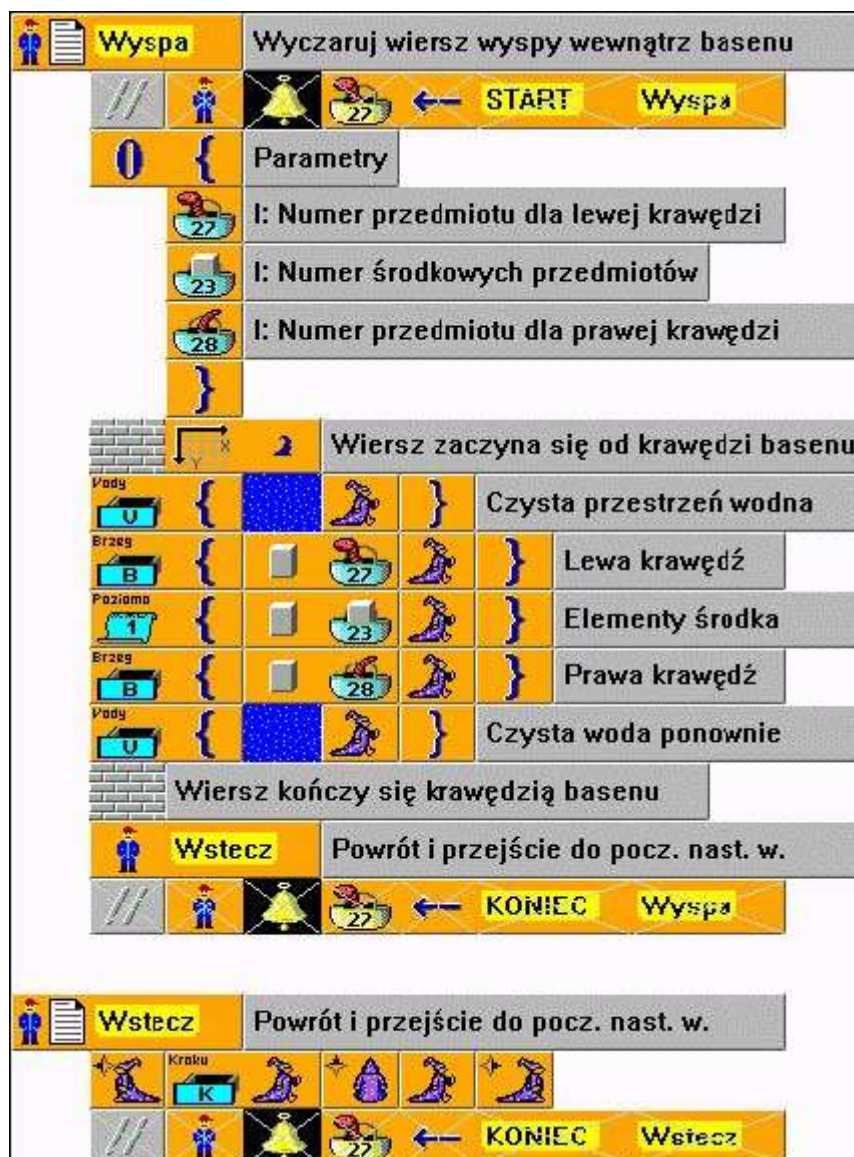 Wyspa Wyczaruj wiersz wyspy wewnątrz basenu
// 27 START Wyspa
0 { Parametry
27 I: Numer przedmiotu dla lewej krawędzi
23 I: Numer środkowych przedmiotów
28 I: Numer przedmiotu dla prawej krawędzi
}
X Y 2 Wiersz zaczyna się od krawędzi basenu
Vody U { } Czysta przestrzeń wodna
Brzeg B { 27 } Lewa krawędź
Poziomo 1 { 23 } Elementy środka
Brzeg B { 28 } Prawa krawędź
Vody U { } Czysta woda ponownie
Wiersz kończy się krawędzią basenu
Wstecz Powrót i przejście do pocz. nast. w.
// 27 KONIEC Wyspa
Wstecz Powrót i przejście do pocz. nast. w.
Kroku K
// 27 KONIEC Wstecz